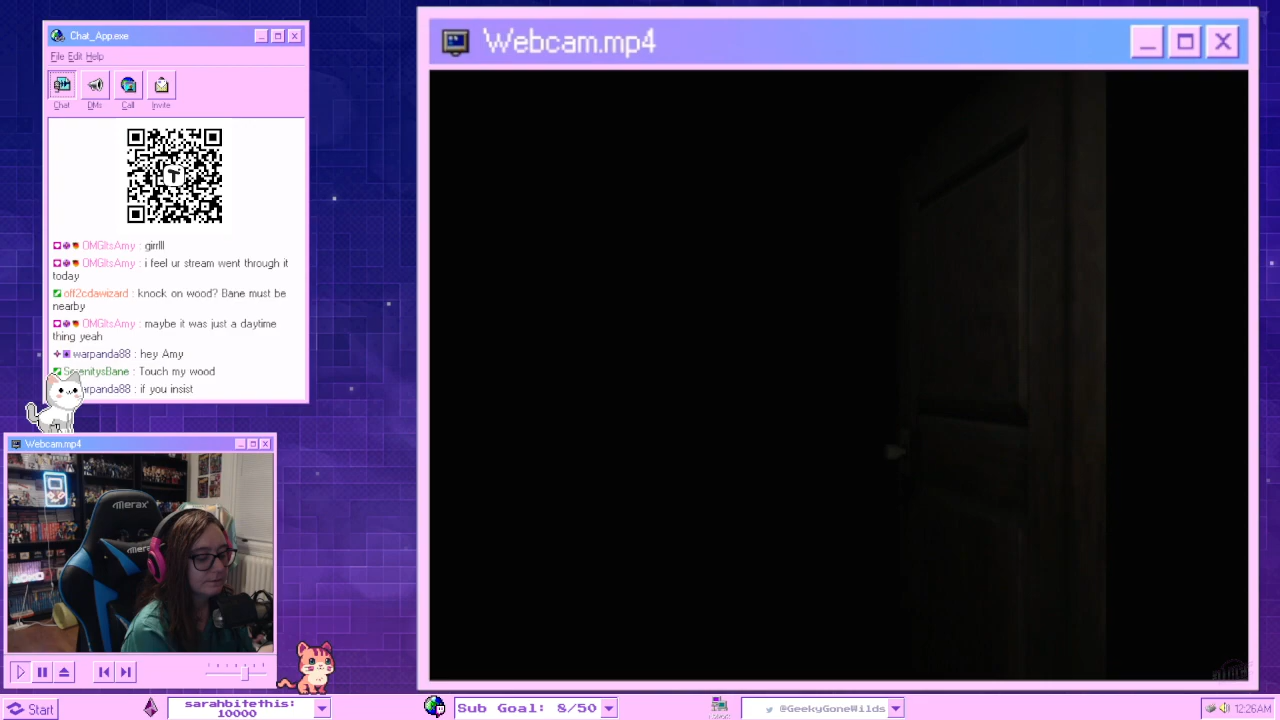 Chat_App.exe
File Edit Help
Chat DMs Call Invite
OMGItsAmy : girrlll
OMGItsAmy : i feel ur stream went through it
today
off2cdawizard : knock on wood? Bane must be
nearby
OMGItsAmy : maybe it was just a daytime
thing yeah
warpanda88 : hey Amy
SerenitysBane : Touch my wood
warpanda88 : if you insist
Webcam.mp4
Webcam.mp4
merax
Start
sarahbitethis:
10000
Sub Goal: 8/50
@GeekyGoneWilds
12:26AM